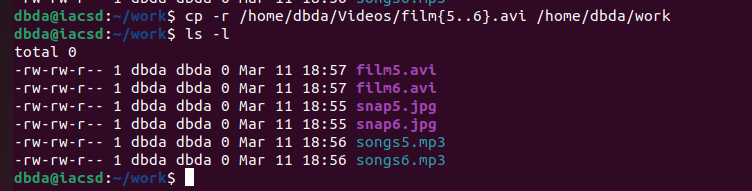 dbda@iacsd:~/work$ cp -r /home/dbda/Videos/film{5..6}.avi /home/dbda/work
dbda@iacsd:~/work$ ls -l
total 0
-rw-rw-r-- 1 dbda dbda 0 Mar 11 18:57 film5.avi
-rw-rw-r-- 1 dbda dbda 0 Mar 11 18:57 film6.avi
-rw-rw-r-- 1 dbda dbda 0 Mar 11 18:55 snap5.jpg
-rw-rw-r-- 1 dbda dbda 0 Mar 11 18:55 snap6.jpg
-rw-rw-r-- 1 dbda dbda 0 Mar 11 18:56 songs5.mp3
-rw-rw-r-- 1 dbda dbda 0 Mar 11 18:56 songs6.mp3
dbda@iacsd:~/work$